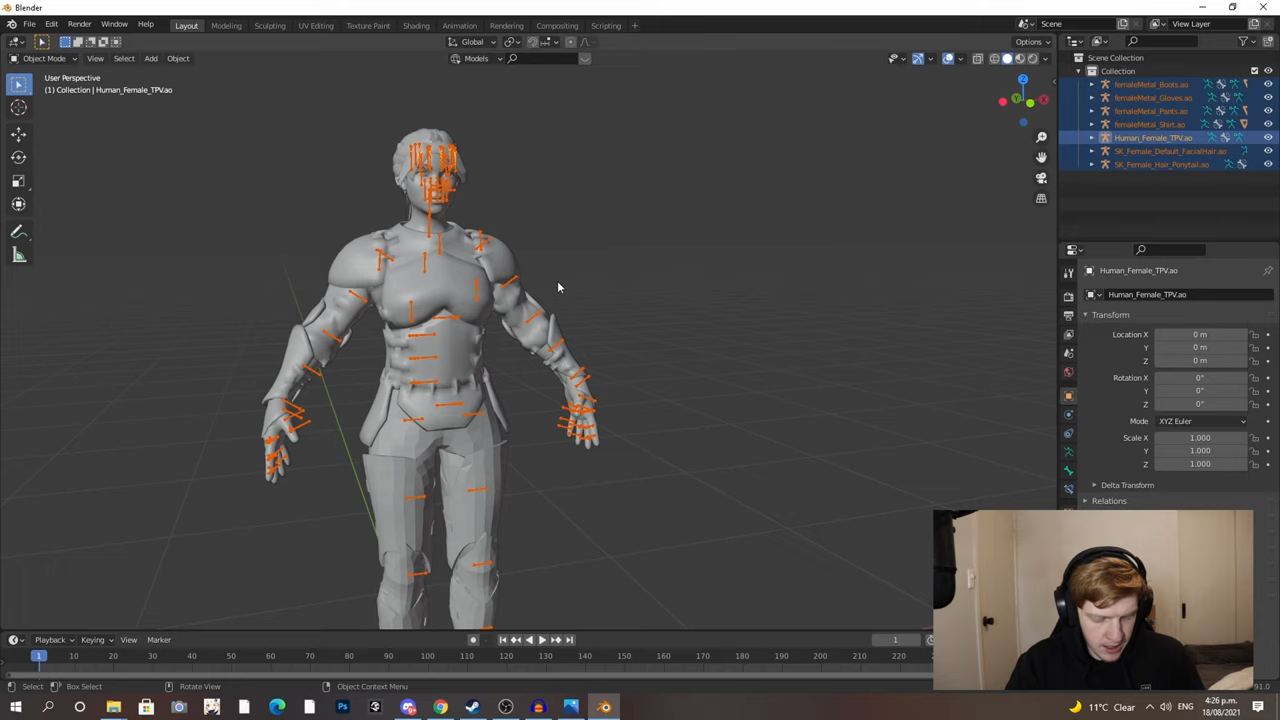 Blender
File Edit Render Window Help Layout Modeling Sculpting UV Editing Texture Paint Shading Animation Rendering Compositing Scripting + Scene View Layer
Global Options
Object Mode View Select Add Object Models
User Perspective
(1) Collection | Human_Female_TPV.ao
Z
Y
X
Scene Collection
Collection
femaleMetal_Boots.ao
femaleMetal_Gloves.ao
femaleMetal_Pants.ao
femaleMetal_Shirt.ao
Human_Female_TPV.ao
SK_Female_Default_FacialHair.ao
SK_Female_Hair_Ponytail.ao
Human_Female_TPV.ao
Human_Female_TPV.ao
Transform
Location X 0 m
Y 0 m
Z 0 m
Rotation X 0°
Y 0°
Z 0°
Mode XYZ Euler
Scale X 1.000
Y 1.000
Z 1.000
Delta Transform
Relations
Playback Keying View Marker 1
1 10 20 30 40 50 60 70 80 90 100 110 120 130 140 150 160 170 180 190 200 210 220 230
Select Box Select Rotate View Object Context Menu 91.0
11°C Clear ENG 4:26 p.m.
18/08/2021